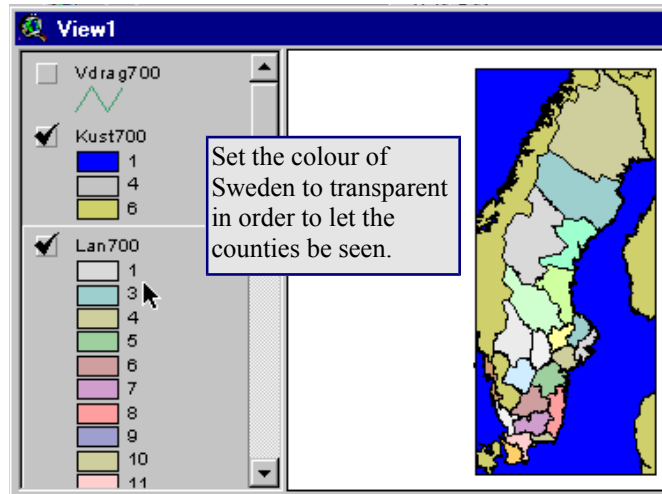 View1
Vdrag700
Kust700
1
4
6
Set the colour of
Sweden to transparent
in order to let the
counties be seen.
Lan700
1
3
4
5
6
7
8
9
10
11